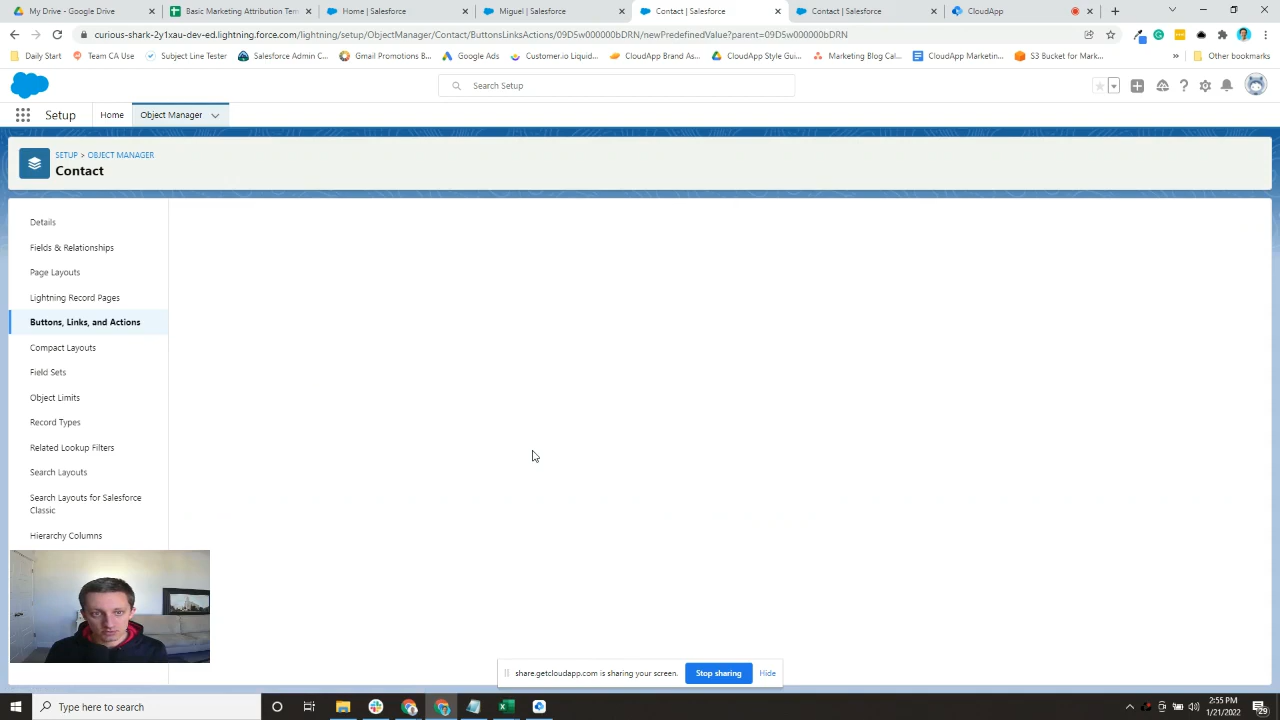 My Drive - Google Drive
Basic Marketing Attribution Tem
Home | Salesforce
Miguel | Salesforce
Contact | Salesforce
Contact | Salesforce
CloudApp
curious-shark-2y1xau-dev-ed.lightning.force.com/lightning/setup/ObjectManager/Contact/ButtonsLinksActions/09D5w000000bDRN/newPredefinedValue?parent=09D5w000000bDRN
Daily Start
Team CA Use
Subject Line Tester
Salesforce Admin C...
Gmail Promotions B...
Google Ads
Customer.io Liquid...
CloudApp Brand As...
CloudApp Style Gui...
Marketing Blog Cal...
CloudApp Marketin...
S3 Bucket for Mark...
»
Other bookmarks
Search Setup
Setup
Home
Object Manager
SETUP > OBJECT MANAGER
Contact
Details
Fields & Relationships
Page Layouts
Lightning Record Pages
Buttons, Links, and Actions
Compact Layouts
Field Sets
Object Limits
Record Types
Related Lookup Filters
Search Layouts
Search Layouts for Salesforce
Classic
Hierarchy Columns
share.getcloudapp.com is sharing your screen.
Stop sharing
Hide
Type here to search
2:55 PM
1/21/2022
29